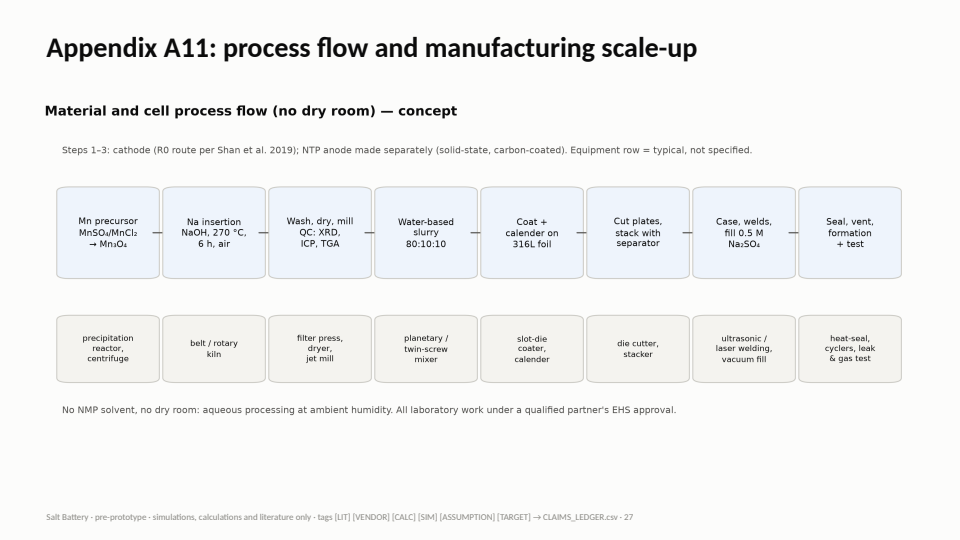 Appendix A11: process flow and manufacturing scale-up
Material and cell process flow (no dry room) — concept
Steps 1–3: cathode (R0 route per Shan et al. 2019); NTP anode made separately (solid-state, carbon-coated). Equipment row = typical, not specified.
Mn precursor
MnSO₄/MnCl₂
→ Mn₃O₄
Na insertion
NaOH, 270 °C,
6 h, air
Wash, dry, mill
QC: XRD,
ICP, TGA
Water-based
slurry
80:10:10
Coat +
calender on
316L foil
Cut plates,
stack with
separator
Case, welds,
fill 0.5 M
Na₂SO₄
Seal, vent,
formation
+ test
precipitation
reactor,
centrifuge
belt / rotary
kiln
filter press,
dryer,
jet mill
planetary /
twin-screw
mixer
slot-die
coater,
calender
die cutter,
stacker
ultrasonic /
laser welding,
vacuum fill
heat-seal,
cyclers, leak
& gas test
No NMP solvent, no dry room: aqueous processing at ambient humidity. All laboratory work under a qualified partner's EHS approval.
Salt Battery - pre-prototype - simulations, calculations and literature only - tags [LIT] [VENDOR] [CALC] [SIM] [ASSUMPTION] [TARGET] → CLAIMS_LEDGER.csv - 27